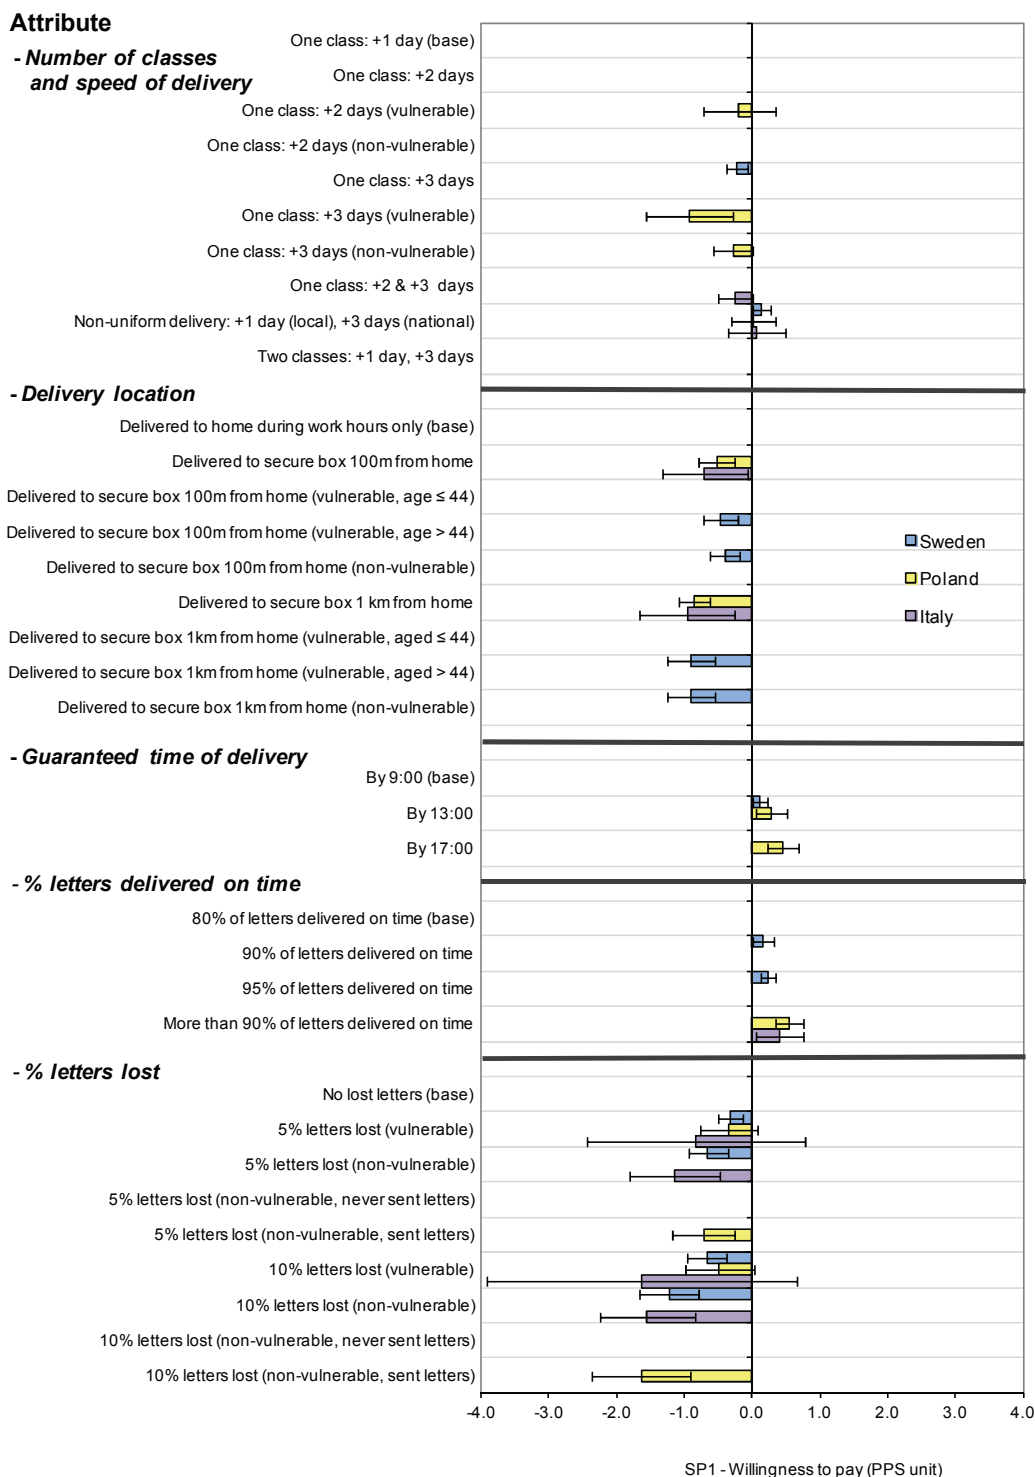 Attribute
- Number of classes
and speed of delivery
One class: +1 day (base)
One class: +2 days
One class: +2 days (vulnerable)
One class: +2 days (non-vulnerable)
One class: +3 days
One class: +3 days (vulnerable)
One class: +3 days (non-vulnerable)
One class: +2 & +3 days
Non-uniform delivery: +1 day (local), +3 days (national)
Two classes: +1 day, +3 days
- Delivery location
Delivered to home during work hours only (base)
Delivered to secure box 100m from home
Delivered to secure box 100m from home (vulnerable, age ≤ 44)
Delivered to secure box 100m from home (vulnerable, age > 44)
Delivered to secure box 100m from home (non-vulnerable)
Delivered to secure box 1 km from home
Delivered to secure box 1km from home (vulnerable, aged ≤ 44)
Delivered to secure box 1km from home (vulnerable, aged > 44)
Delivered to secure box 1km from home (non-vulnerable)
Sweden
Poland
Italy
- Guaranteed time of delivery
By 9:00 (base)
By 13:00
By 17:00
- % letters delivered on time
80% of letters delivered on time (base)
90% of letters delivered on time
95% of letters delivered on time
More than 90% of letters delivered on time
- % letters lost
No lost letters (base)
5% letters lost (vulnerable)
5% letters lost (non-vulnerable)
5% letters lost (non-vulnerable, never sent letters)
5% letters lost (non-vulnerable, sent letters)
10% letters lost (vulnerable)
10% letters lost (non-vulnerable)
10% letters lost (non-vulnerable, never sent letters)
10% letters lost (non-vulnerable, sent letters)
-4.0 -3.0 -2.0 -1.0 0.0 1.0 2.0 3.0 4.0
SP1 - Willingness to pay (PPS unit)